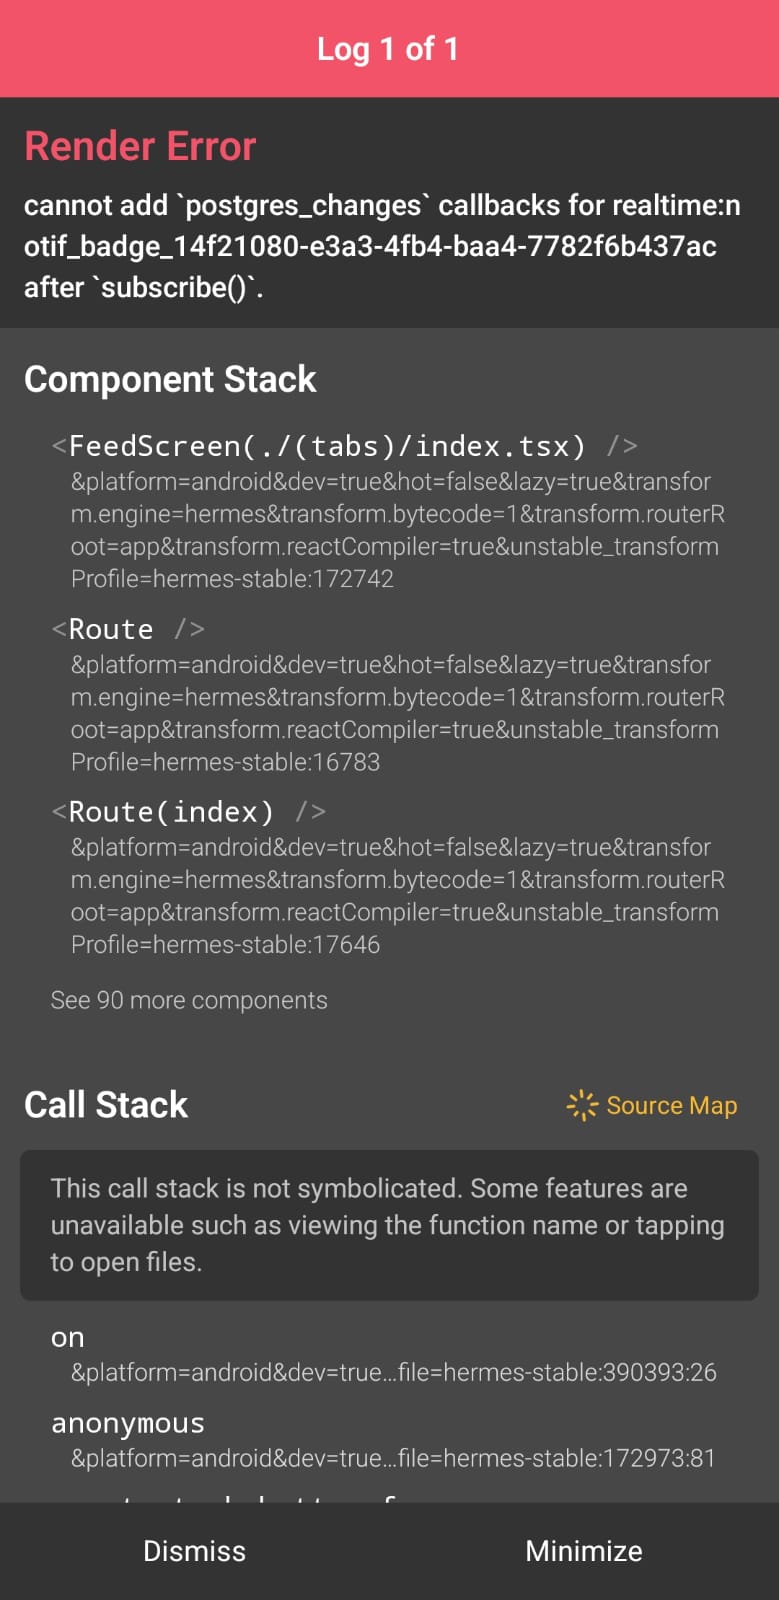 Log 1 of 1
Render Error
cannot add `postgres_changes` callbacks for realtime:n
otif_badge_14f21080-e3a3-4fb4-baa4-7782f6b437ac
after `subscribe()`.
Component Stack
<FeedScreen(./(tabs)/index.tsx) />
&platform=android&dev=true&hot=false&lazy=true&transfor
m.engine=hermes&transform.bytecode=1&transform.routerR
oot=app&transform.reactCompiler=true&unstable_transform
Profile=hermes-stable:172742
<Route />
&platform=android&dev=true&hot=false&lazy=true&transfor
m.engine=hermes&transform.bytecode=1&transform.routerR
oot=app&transform.reactCompiler=true&unstable_transform
Profile=hermes-stable:16783
<Route(index) />
&platform=android&dev=true&hot=false&lazy=true&transfor
m.engine=hermes&transform.bytecode=1&transform.routerR
oot=app&transform.reactCompiler=true&unstable_transform
Profile=hermes-stable:17646
See 90 more components
Call Stack
Source Map
This call stack is not symbolicated. Some features are
unavailable such as viewing the function name or tapping
to open files.
on
&platform=android&dev=true…file=hermes-stable:390393:26
anonymous
&platform=android&dev=true…file=hermes-stable:172973:81
Dismiss
Minimize